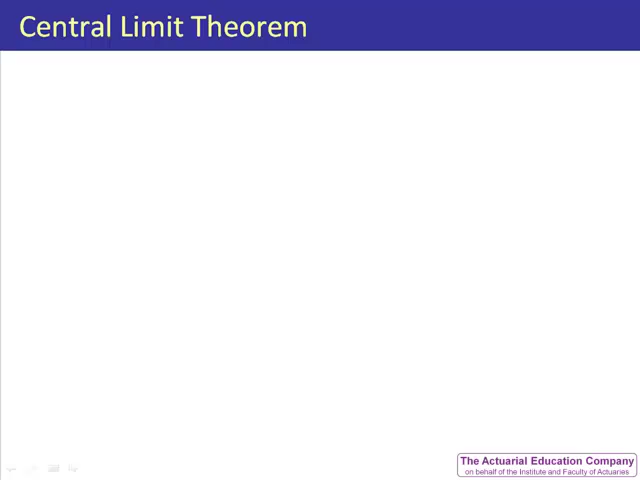 Central Limit Theorem
The Actuarial Education Company
on behalf of the Institute and Faculty of Actuaries